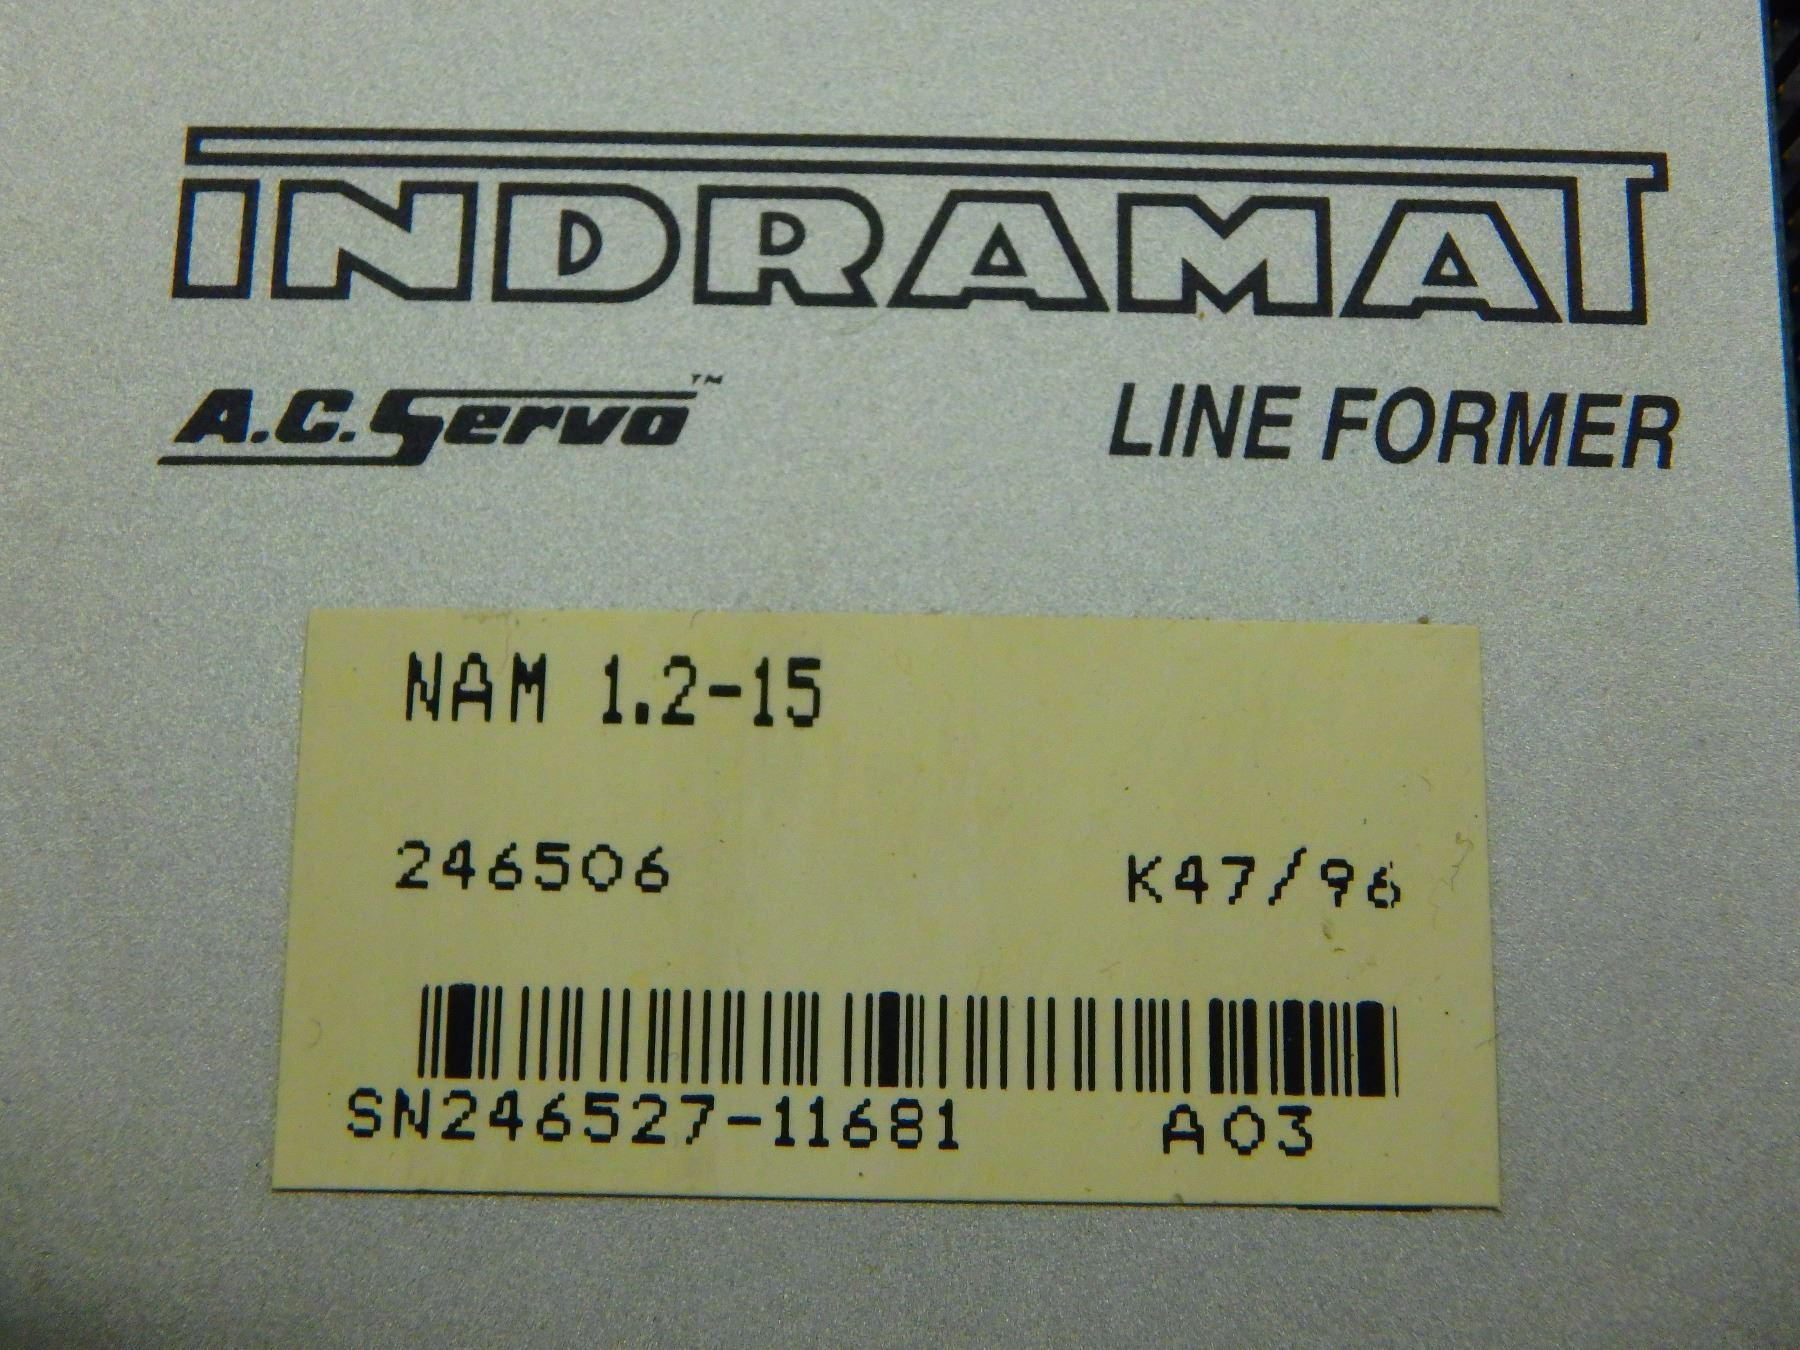 INDRAMAT
A.C. Servo™ LINE FORMER
NAM 1.2-15
246506 K47/96
SN246527-11681 A03